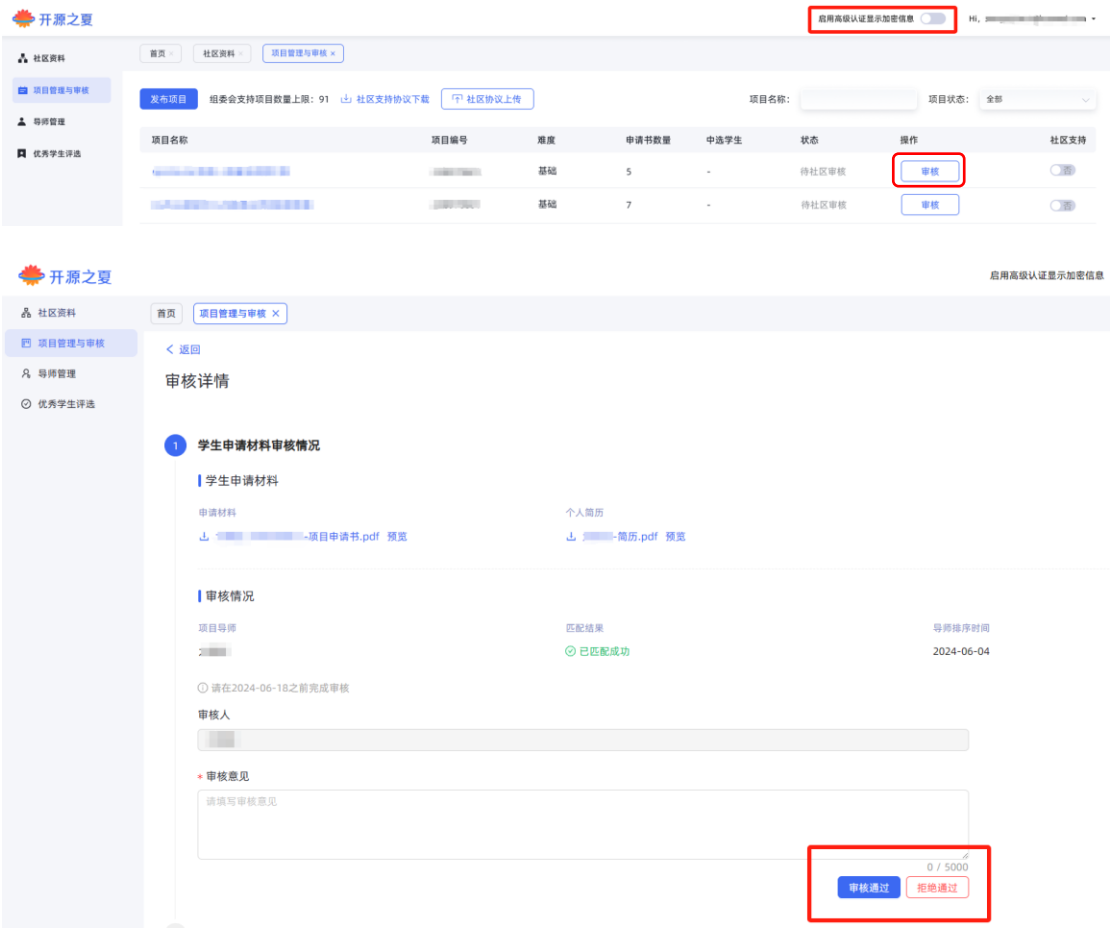 开源之夏
启用高级认证显示加密信息
Hi,
社区资料
首页 × 社区资料 × 项目管理与审核 ×
项目管理与审核
发布项目 组委会支持项目数量上限：91 社区支持协议下载 社区协议上传 项目名称： 项目状态： 全部
导师管理
优秀学生评选
项目名称 项目编号 难度 申请书数量 中选学生 状态 操作 社区支持
基础 5 - 待社区审核 审核 否
基础 7 - 待社区审核 审核 否
开源之夏
启用高级认证显示加密信息
社区资料
首页 项目管理与审核 ×
项目管理与审核
< 返回
导师管理
审核详情
优秀学生评选
1 学生申请材料审核情况
学生申请材料
申请材料 个人简历
-项目申请书.pdf 预览 -简历.pdf 预览
审核情况
项目导师 匹配结果 导师排序时间
已匹配成功 2024-06-04
请在2024-06-18之前完成审核
审核人
* 审核意见
请填写审核意见
0 / 5000
审核通过 拒绝通过